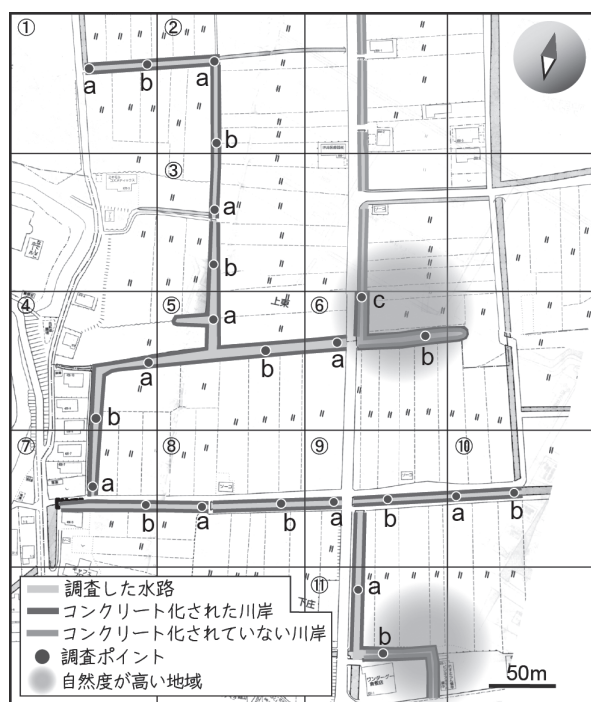 ① ②
a b a
b
③
a
b
④ ⑤ ⑥
上東
c
a
a b a b
b
⑦ ⑧ ⑨ ⑩
a
b a b a b a b
⑪
下庄
a
b
調査した水路
コンクリート化された川岸
コンクリート化されていない川岸
調査ポイント
自然度が高い地域
50m